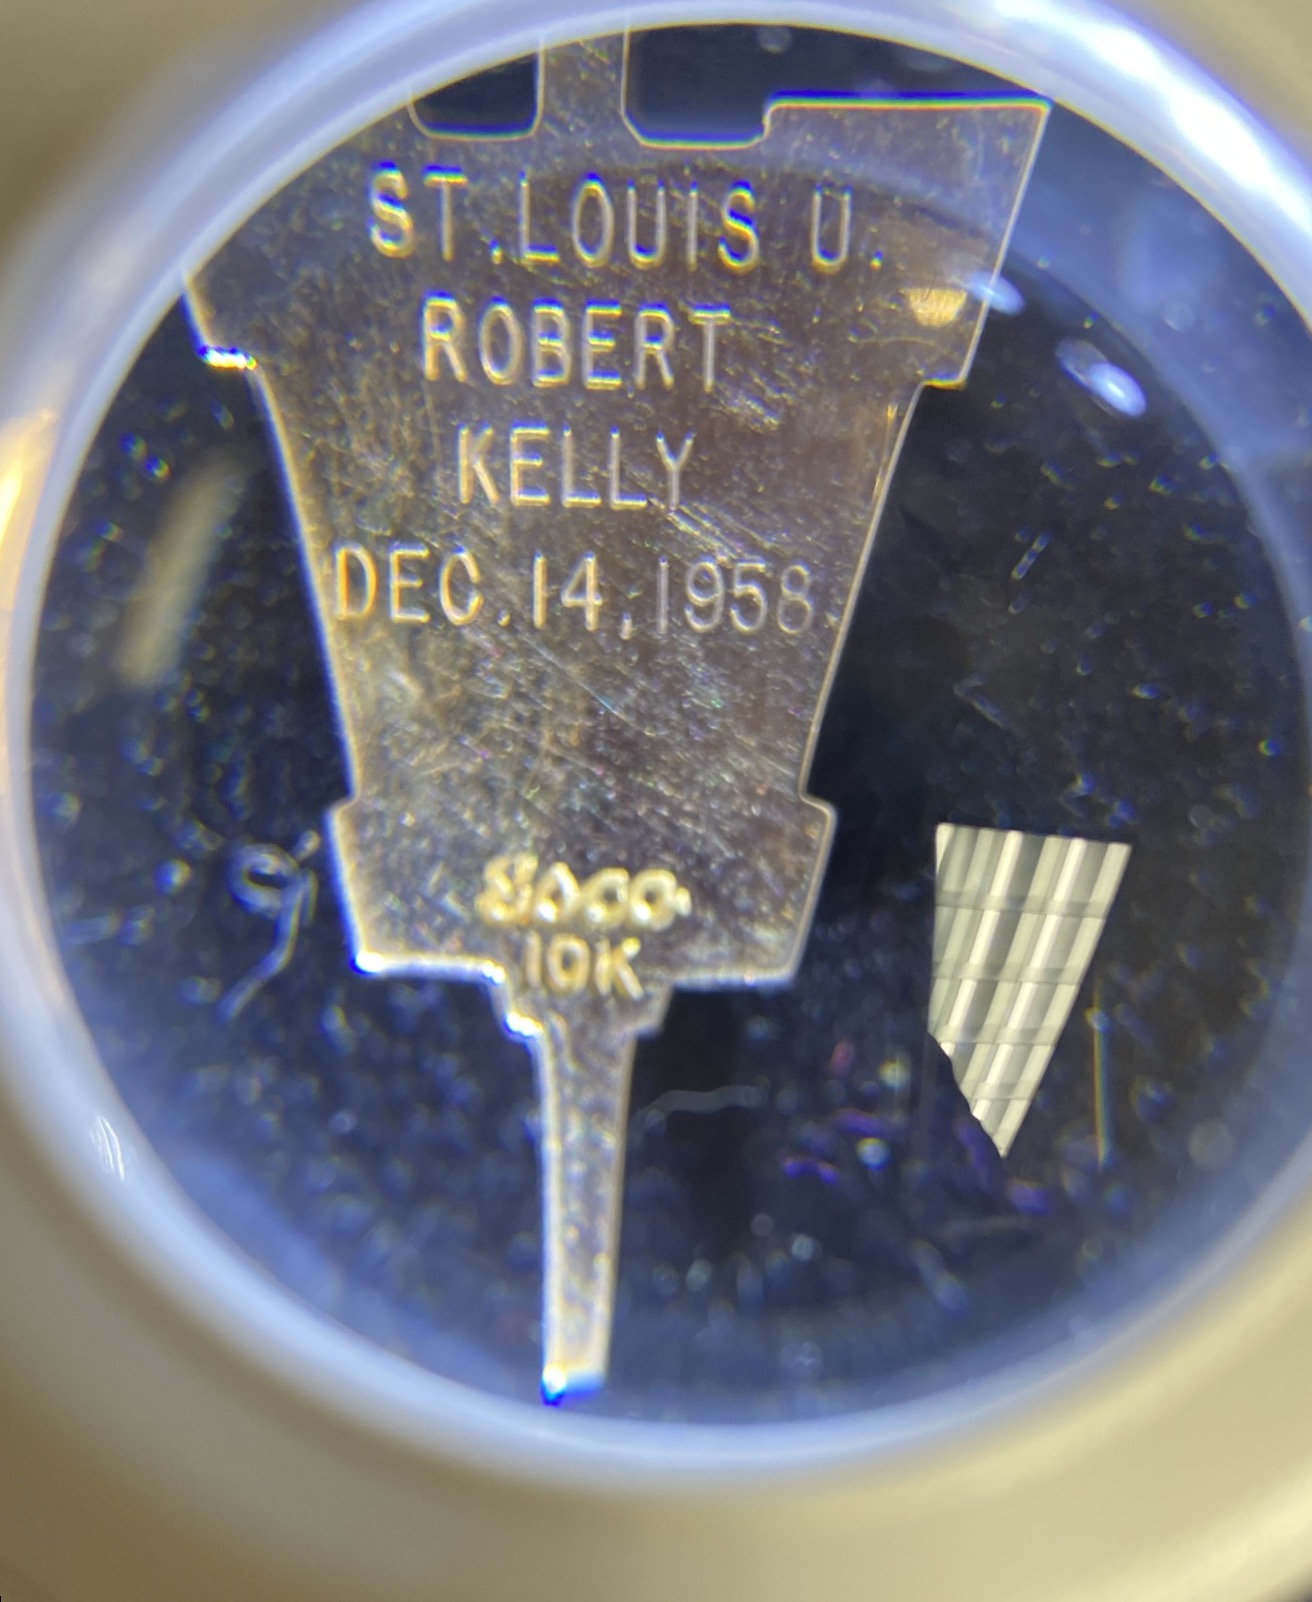 ST. LOUIS U.
ROBERT
KELLY
DEC. 14, 1958
10K